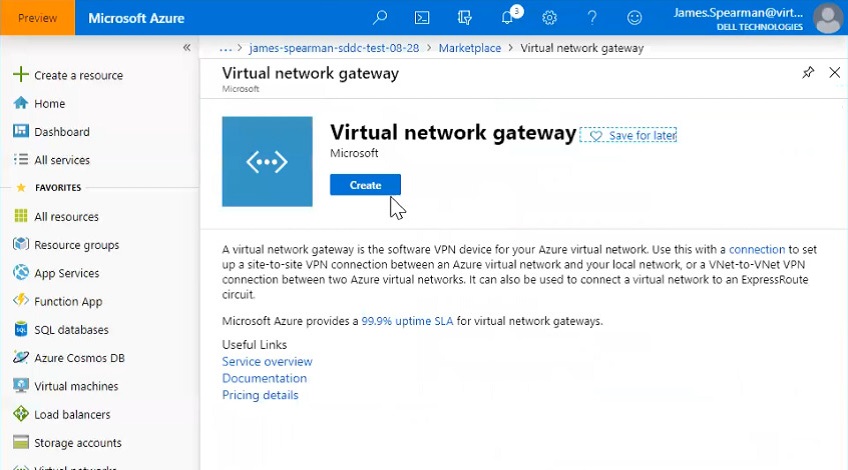 Preview
Microsoft Azure
3
James.Spearman@virt...
DELL TECHNOLOGIES
... > james-spearman-sddc-test-08-28 > Marketplace > Virtual network gateway
Create a resource
Home
Dashboard
All services
FAVORITES
All resources
Resource groups
App Services
Function App
SQL databases
Azure Cosmos DB
Virtual machines
Load balancers
Storage accounts
Virtual networks
Virtual network gateway
Microsoft
Virtual network gateway
Save for later
Microsoft
Create
A virtual network gateway is the software VPN device for your Azure virtual network. Use this with a connection to set
up a site-to-site VPN connection between an Azure virtual network and your local network, or a VNet-to-VNet VPN
connection between two Azure virtual networks. It can also be used to connect a virtual network to an ExpressRoute
circuit.
Microsoft Azure provides a 99.9% uptime SLA for virtual network gateways.
Useful Links
Service overview
Documentation
Pricing details